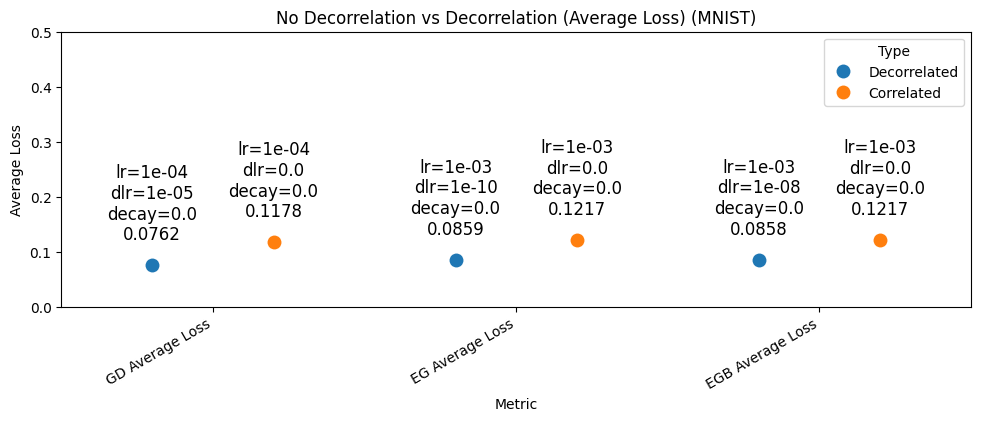 No Decorrelation vs Decorrelation (Average Loss) (MNIST)
Average Loss
0.5
0.4
0.3
0.2
0.1
0.0
Type
Decorrelated
Correlated
lr=1e-04
dlr=1e-05
decay=0.0
0.0762
lr=1e-04
dlr=0.0
decay=0.0
0.1178
lr=1e-03
dlr=1e-10
decay=0.0
0.0859
lr=1e-03
dlr=0.0
decay=0.0
0.1217
lr=1e-03
dlr=1e-08
decay=0.0
0.0858
lr=1e-03
dlr=0.0
decay=0.0
0.1217
GD Average Loss
EG Average Loss
EGB Average Loss
Metric